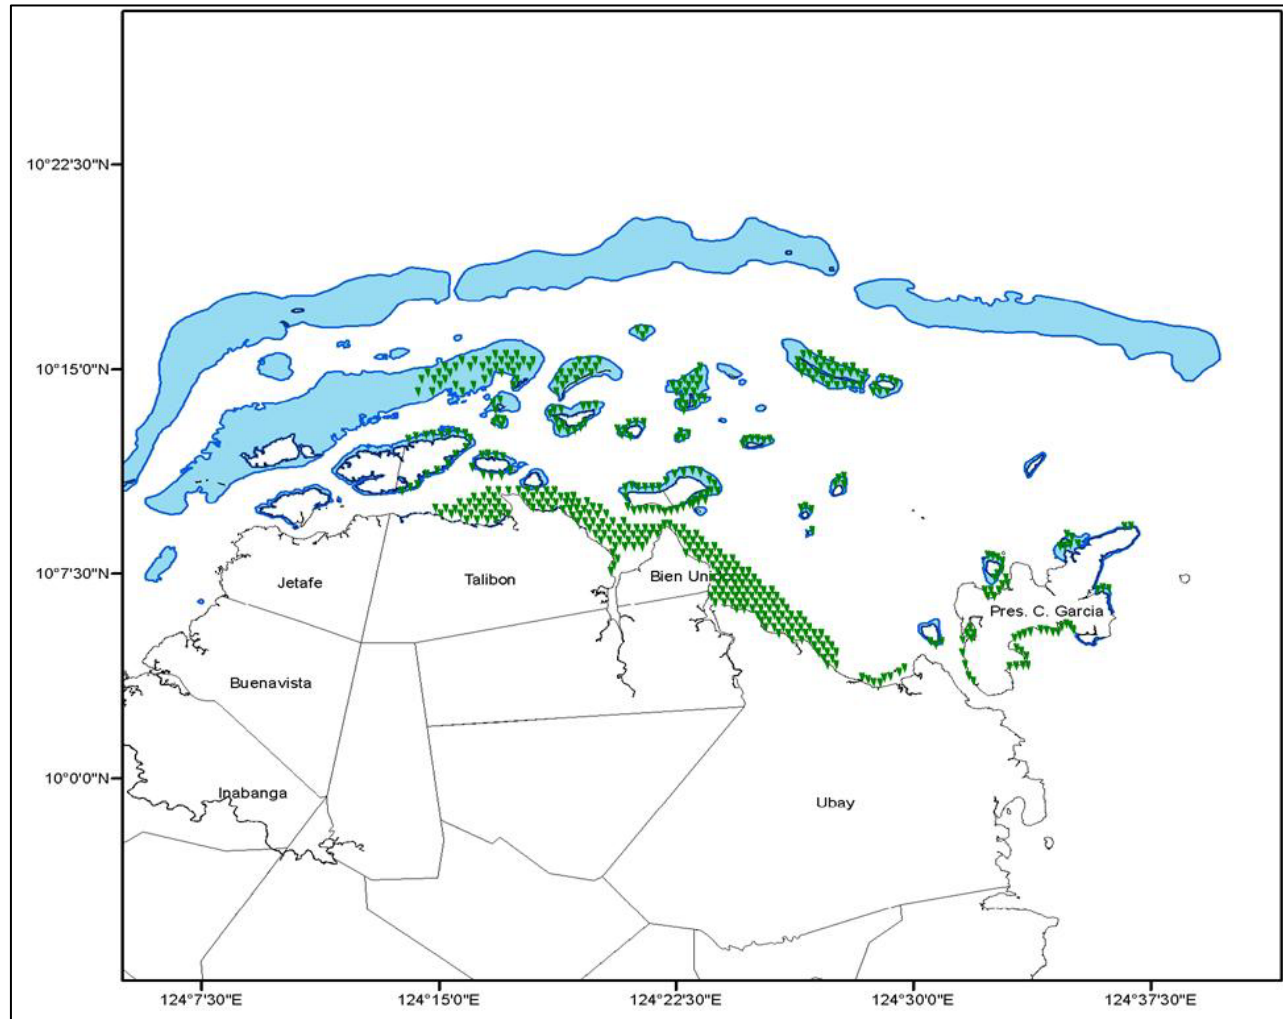 10°22'30"N
10°15'0"N
10°7'30"N
Jetafe
Talibon
Bien Uni
Pres. C. Garcia
Buenavista
10°0'0"N
Inabanga
Ubay
124°7'30"E
124°15'0"E
124°22'30"E
124°30'0"E
124°37'30"E